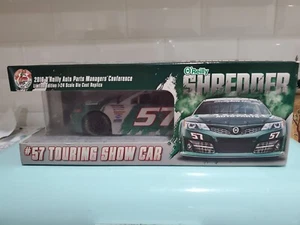 2016 O'Reilly Auto Parts Managers' Conference
Limited Edition 1:24 Scale Die Cast Replica
O'Reilly
SHREDDER
57
57
57
#57 TOURING SHOW CAR